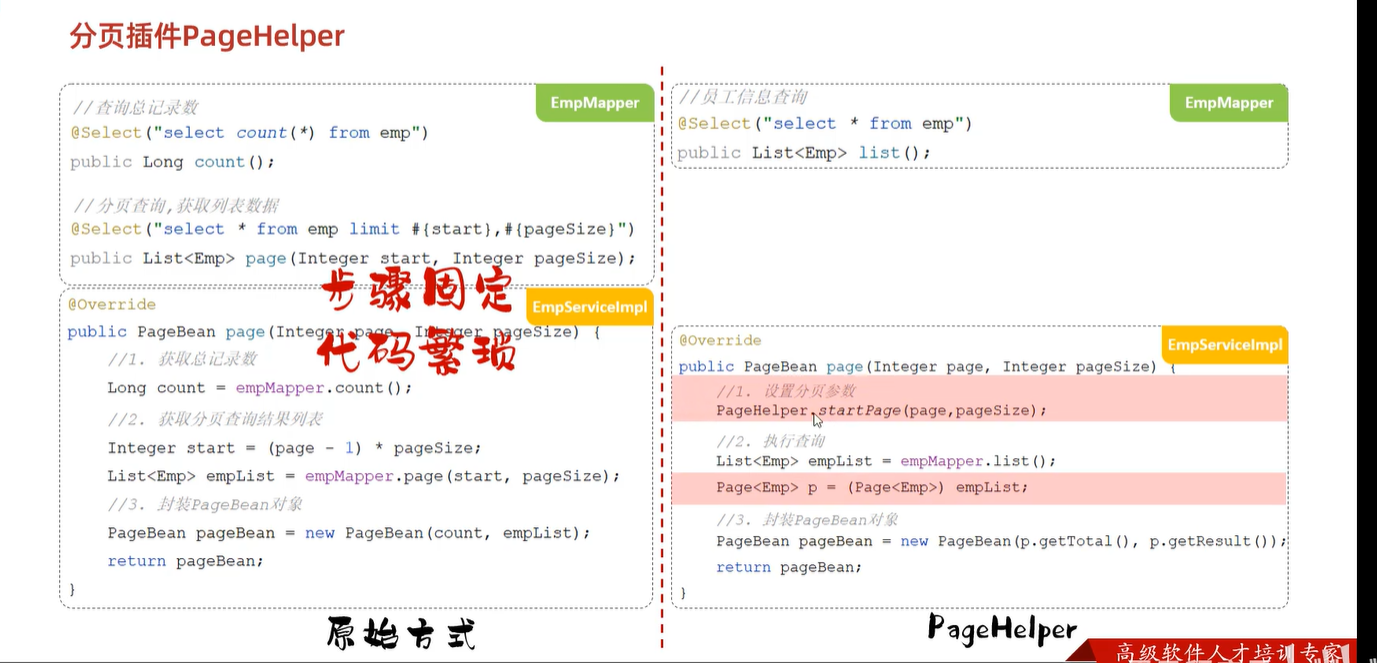 分页插件PageHelper
//查询总记录数
EmpMapper
@Select("select count(*) from emp")
public Long count();
//分页查询,获取列表数据
@Select("select * from emp limit #{start},#{pageSize}")
public List<Emp> page(Integer start, Integer pageSize);
步骤固定
代码繁琐
@Override
EmpServiceImpl
public PageBean page(Integer page, Integer pageSize) {
//1. 获取总记录数
Long count = empMapper.count();
//2. 获取分页查询结果列表
Integer start = (page - 1) * pageSize;
List<Emp> empList = empMapper.page(start, pageSize);
//3. 封装PageBean对象
PageBean pageBean = new PageBean(count, empList);
return pageBean;
}
原始方式
//员工信息查询
EmpMapper
@Select("select * from emp")
public List<Emp> list();
@Override
EmpServiceImpl
public PageBean page(Integer page, Integer pageSize) {
//1. 设置分页参数
PageHelper.startPage(page,pageSize);
//2. 执行查询
List<Emp> empList = empMapper.list();
Page<Emp> p = (Page<Emp>) empList;
//3. 封装PageBean对象
PageBean pageBean = new PageBean(p.getTotal(), p.getResult());
return pageBean;
}
PageHelper
高级软件人才培训专家